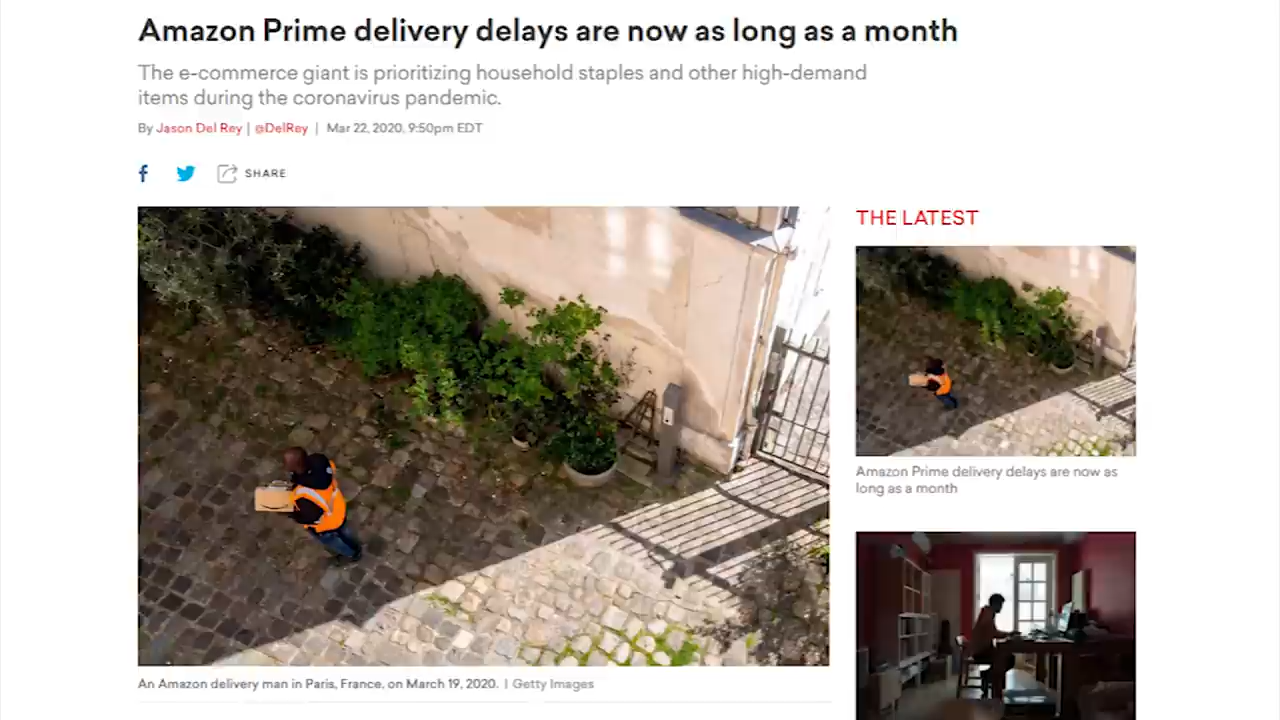 Amazon Prime delivery delays are now as long as a month
The e-commerce giant is prioritizing household staples and other high-demand
items during the coronavirus pandemic.
By Jason Del Rey | @DelRey | Mar 22, 2020, 9:50pm EDT
SHARE
THE LATEST
Amazon Prime delivery delays are now as
long as a month
An Amazon delivery man in Paris, France, on March 19, 2020. | Getty Images